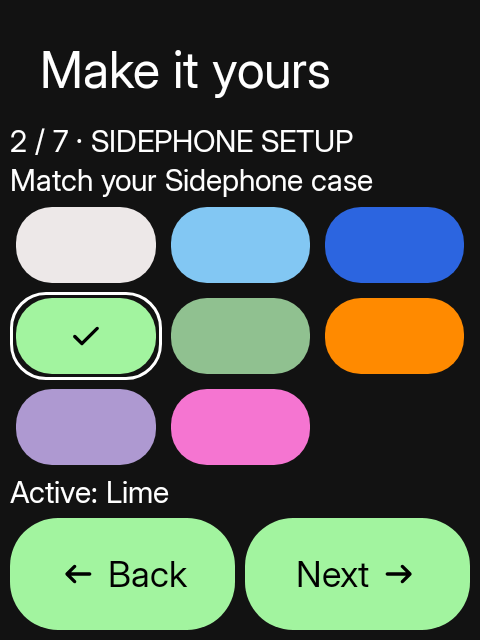 Make it yours
2 / 7 · SIDEPHONE SETUP
Match your Sidephone case
Active: Lime
← Back
Next →